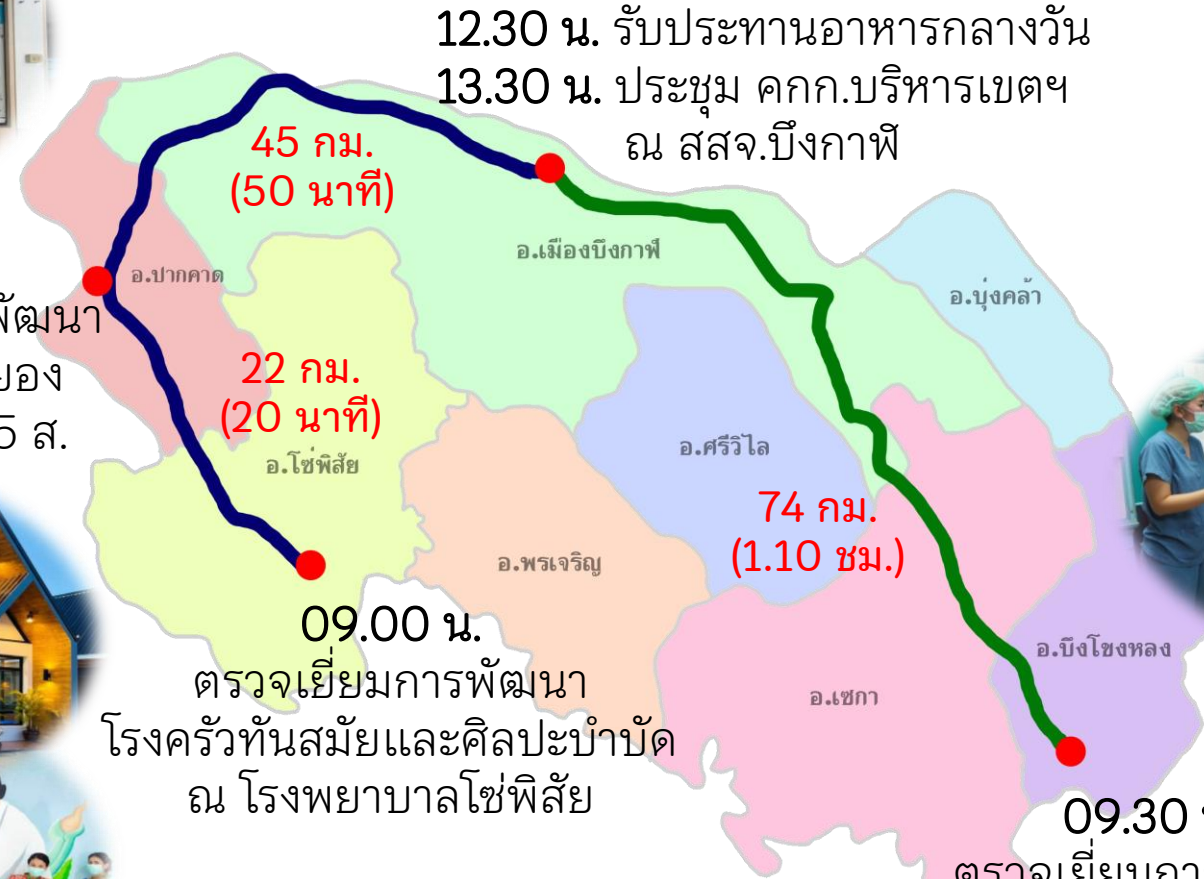 12.30 น. รับประทานอาหารกลางวัน
13.30 น. ประชุม คกก.บริหารเขตฯ
ณ สสจ.บึงกาฬ
45 กม.
(50 นาที)
อ.เมืองบึงกาฬ
อ.ปากคาด
อ.บุ่งคล้า
พัฒนา
22 กม.
(20 นาที)
5 ส.
อ.ศรีวิไล
อ.โซ่พิสัย
74 กม.
(1.10 ชม.)
อ.พรเจริญ
09.00 น.
ตรวจเยี่ยมการพัฒนา
โรงครัวทันสมัยและศิลปะบำบัด
ณ โรงพยาบาลโซ่พิสัย
อ.บึงโขงหลง
อ.เซกา
09.30